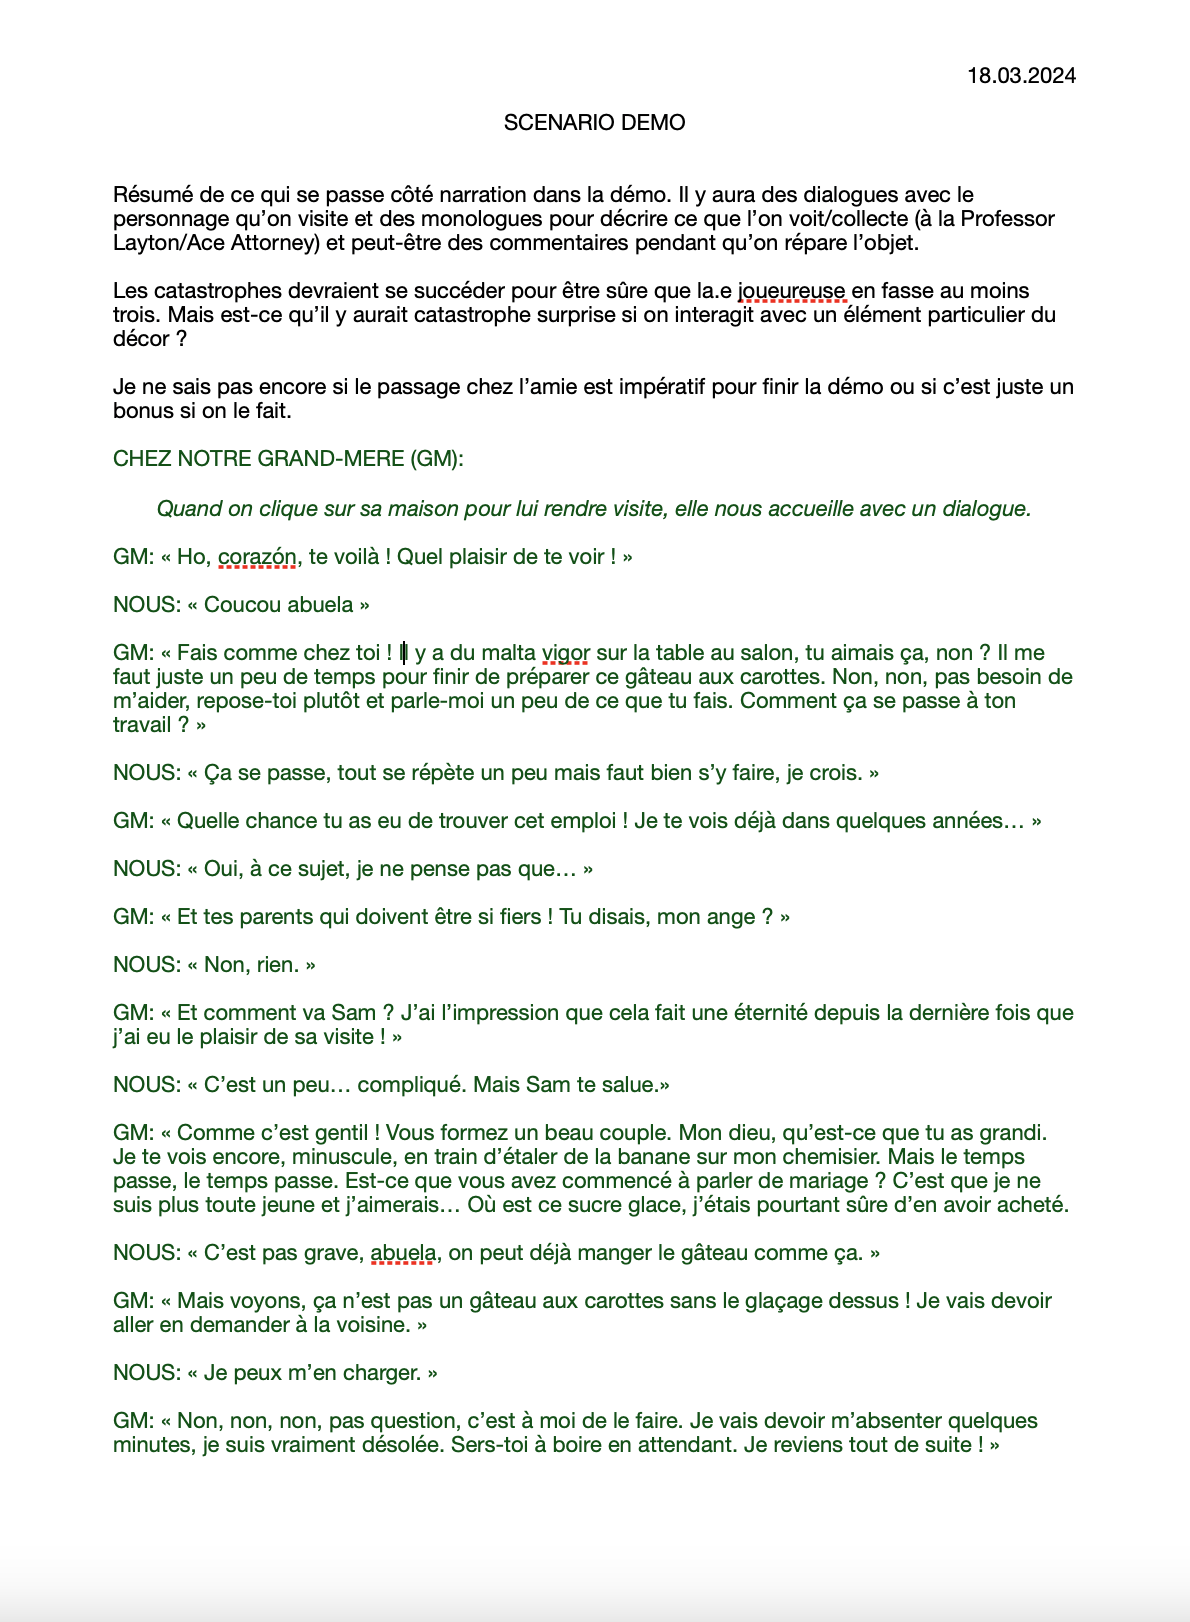 18.03.2024
SCENARIO DEMO
Résumé de ce qui se passe côté narration dans la démo. Il y aura des dialogues avec le
personnage qu’on visite et des monologues pour décrire ce que l’on voit/collecte (à la Professor
Layton/Ace Attorney) et peut-être des commentaires pendant qu’on répare l’objet.
Les catastrophes devraient se succéder pour être sûre que la.e joueureuse en fasse au moins
trois. Mais est-ce qu’il y aurait catastrophe surprise si on interagit avec un élément particulier du
décor ?
Je ne sais pas encore si le passage chez l’amie est impératif pour finir la démo ou si c’est juste un
bonus si on le fait.
CHEZ NOTRE GRAND-MERE (GM):
Quand on clique sur sa maison pour lui rendre visite, elle nous accueille avec un dialogue.
GM: « Ho, corazón, te voilà ! Quel plaisir de te voir ! »
NOUS: « Coucou abuela »
GM: « Fais comme chez toi ! Il y a du malta vigor sur la table au salon, tu aimais ça, non ? Il me
faut juste un peu de temps pour finir de préparer ce gâteau aux carottes. Non, non, pas besoin de
m’aider, repose-toi plutôt et parle-moi un peu de ce que tu fais. Comment ça se passe à ton
travail ? »
NOUS: « Ça se passe, tout se répète un peu mais faut bien s’y faire, je crois. »
GM: « Quelle chance tu as eu de trouver cet emploi ! Je te vois déjà dans quelques années… »
NOUS: « Oui, à ce sujet, je ne pense pas que… »
GM: « Et tes parents qui doivent être si fiers ! Tu disais, mon ange ? »
NOUS: « Non, rien. »
GM: « Et comment va Sam ? J’ai l’impression que cela fait une éternité depuis la dernière fois que
j’ai eu le plaisir de sa visite ! »
NOUS: « C’est un peu… compliqué. Mais Sam te salue.»
GM: « Comme c’est gentil ! Vous formez un beau couple. Mon dieu, qu’est-ce que tu as grandi.
Je te vois encore, minuscule, en train d’étaler de la banane sur mon chemisier. Mais le temps
passe, le temps passe. Est-ce que vous avez commencé à parler de mariage ? C’est que je ne
suis plus toute jeune et j’aimerais… Où est ce sucre glace, j’étais pourtant sûre d’en avoir acheté.
NOUS: « C’est pas grave, abuela, on peut déjà manger le gâteau comme ça. »
GM: « Mais voyons, ça n’est pas un gâteau aux carottes sans le glaçage dessus ! Je vais devoir
aller en demander à la voisine. »
NOUS: « Je peux m’en charger. »
GM: « Non, non, non, pas question, c’est à moi de le faire. Je vais devoir m’absenter quelques
minutes, je suis vraiment désolée. Sers-toi à boire en attendant. Je reviens tout de suite ! »